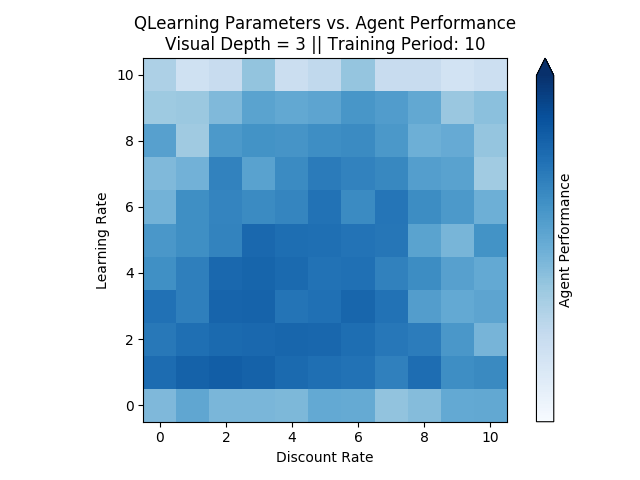 QLearning Parameters vs. Agent Performance
Visual Depth = 3 || Training Period: 10
10
8
6
4
2
0
Learning Rate
0 2 4 6 8 10
Discount Rate
Agent Performance